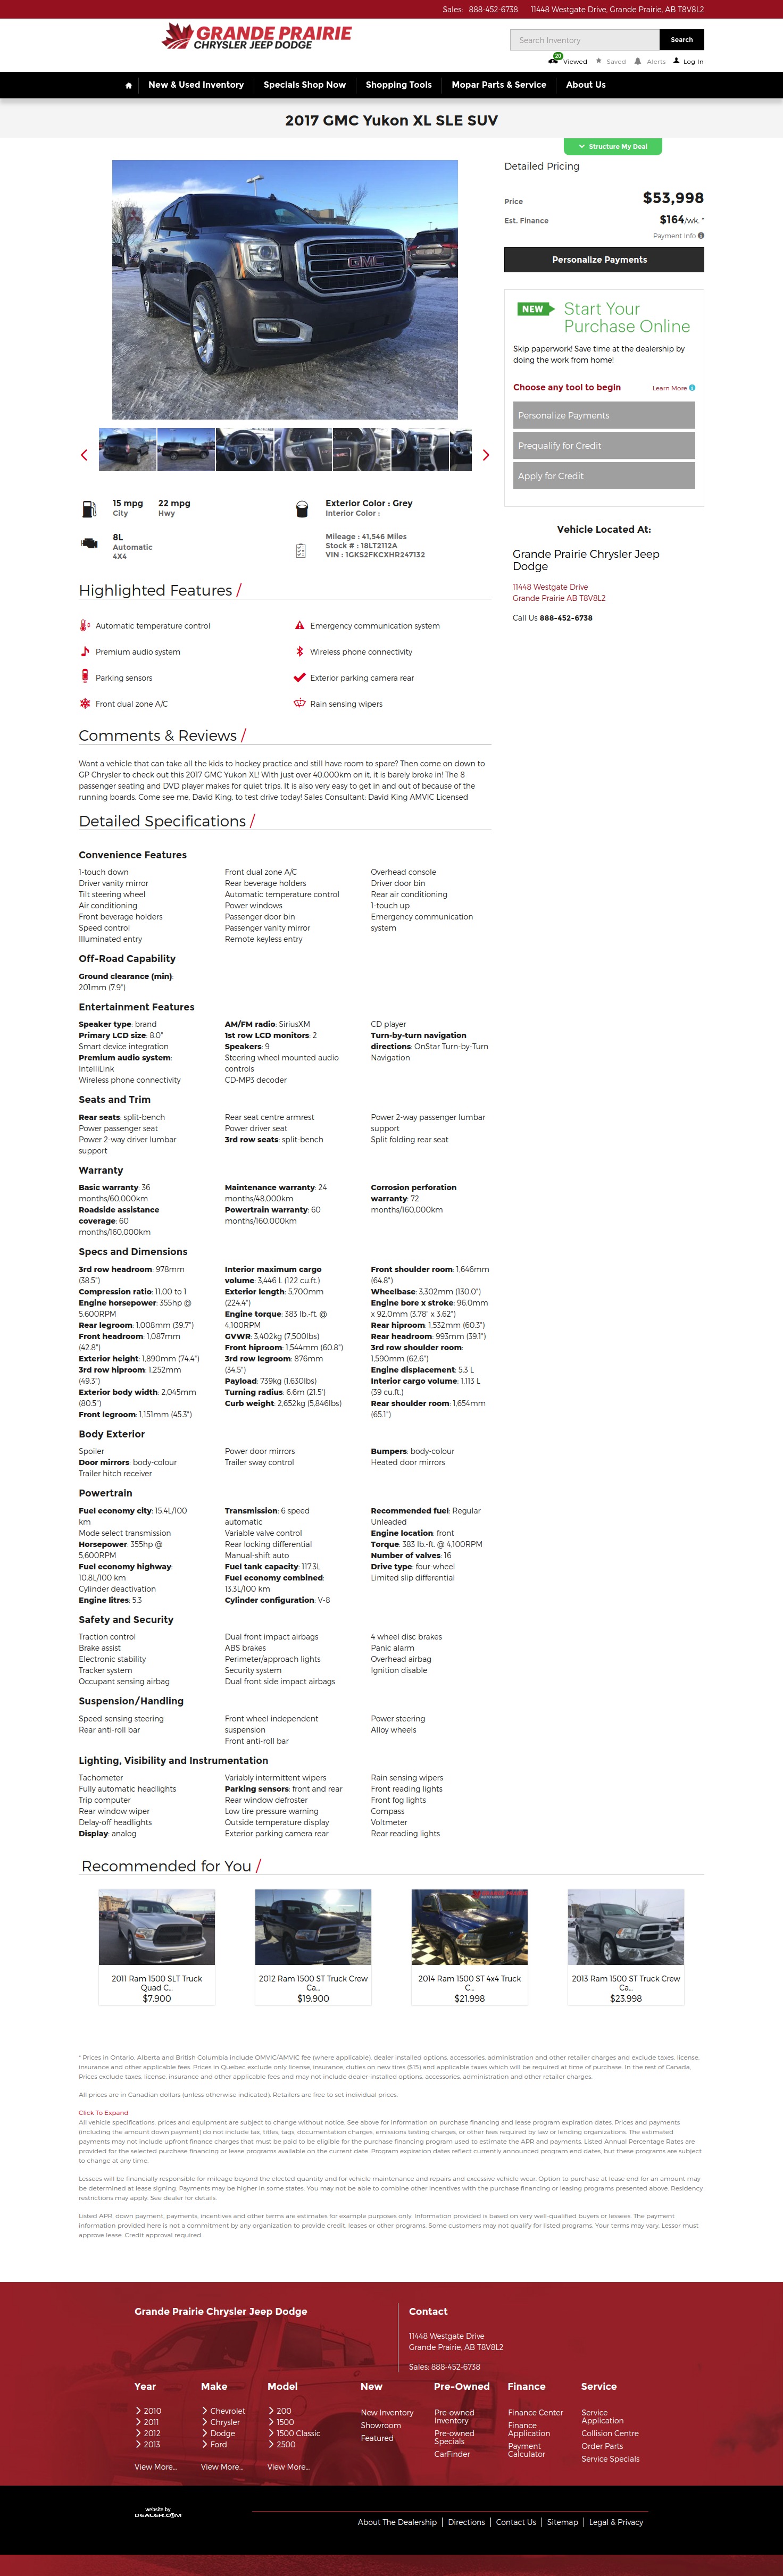 Sales: 888-452-6738 11448 Westgate Drive, Grande Prairie, AB T8V8L2
GRANDE PRAIRIE
CHRYSLER JEEP DODGE
Search Inventory
Search
20 Viewed Saved Alerts Log In
New & Used Inventory Specials Shop Now Shopping Tools Mopar Parts & Service About Us
2017 GMC Yukon XL SLE SUV
Structure My Deal
Detailed Pricing
Price $53,998
Est. Finance $164/wk. *
Payment Info
Personalize Payments
NEW Start Your
Purchase Online
Skip paperwork! Save time at the dealership by
doing the work from home!
Choose any tool to begin Learn More
Personalize Payments
Prequalify for Credit
Apply for Credit
Vehicle Located At:
Grande Prairie Chrysler Jeep
Dodge
11448 Westgate Drive
Grande Prairie AB T8V8L2
Call Us 888-452-6738
GMC
15 mpg 22 mpg
City Hwy
8L
Automatic
4X4
Exterior Color : Grey
Interior Color :
Mileage : 41,546 Miles
Stock # : 18LT2112A
VIN : 1GKS2FKCXHR247132
Highlighted Features /
Automatic temperature control Emergency communication system
Premium audio system Wireless phone connectivity
Parking sensors Exterior parking camera rear
Front dual zone A/C Rain sensing wipers
Comments & Reviews /
Want a vehicle that can take all the kids to hockey practice and still have room to spare? Then come on down to
GP Chrysler to check out this 2017 GMC Yukon XL! With just over 40,000km on it, it is barely broke in! The 8
passenger seating and DVD player makes for quiet trips. It is also very easy to get in and out of because of the
running boards. Come see me, David King, to test drive today! Sales Consultant: David King AMVIC Licensed
Detailed Specifications /
Convenience Features
1-touch down Front dual zone A/C Overhead console
Driver vanity mirror Rear beverage holders Driver door bin
Tilt steering wheel Automatic temperature control Rear air conditioning
Air conditioning Power windows 1-touch up
Front beverage holders Passenger door bin Emergency communication
Speed control Passenger vanity mirror system
Illuminated entry Remote keyless entry
Off-Road Capability
Ground clearance (min):
201mm (7.9")
Entertainment Features
Speaker type: brand AM/FM radio: SiriusXM CD player
Primary LCD size: 8.0" 1st row LCD monitors: 2 Turn-by-turn navigation
Smart device integration Speakers: 9 directions: OnStar Turn-by-Turn
Premium audio system: Steering wheel mounted audio Navigation
IntelliLink controls
Wireless phone connectivity CD-MP3 decoder
Seats and Trim
Rear seats: split-bench Rear seat centre armrest Power 2-way passenger lumbar
Power passenger seat Power driver seat support
Power 2-way driver lumbar 3rd row seats: split-bench Split folding rear seat
support
Warranty
Basic warranty: 36 Maintenance warranty: 24 Corrosion perforation
months/60,000km months/48,000km warranty: 72
Roadside assistance Powertrain warranty: 60 months/160,000km
coverage: 60 months/160,000km
months/160,000km
Specs and Dimensions
3rd row headroom: 978mm Interior maximum cargo Front shoulder room: 1,646mm
(38.5") volume: 3,446 L (122 cu.ft.) (64.8")
Compression ratio: 11.00 to 1 Exterior length: 5,700mm Wheelbase: 3,302mm (130.0")
Engine horsepower: 355hp @ (224.4") Engine bore x stroke: 96.0mm
5,600RPM Engine torque: 383 lb.-ft. @ x 92.0mm (3.78" x 3.62")
Rear legroom: 1,008mm (39.7") 4,100RPM Rear hiproom: 1,532mm (60.3")
Front headroom: 1,087mm GVWR: 3,402kg (7,500lbs) Rear headroom: 993mm (39.1")
(42.8") Front hiproom: 1,544mm (60.8") 3rd row shoulder room:
Exterior height: 1,890mm (74.4") 3rd row legroom: 876mm 1,590mm (62.6")
3rd row hiproom: 1,252mm (34.5") Engine displacement: 5.3 L
(49.3") Payload: 739kg (1,630lbs) Interior cargo volume: 1,113 L
Exterior body width: 2,045mm Turning radius: 6.6m (21.5') (39 cu.ft.)
(80.5") Curb weight: 2,652kg (5,846lbs) Rear shoulder room: 1,654mm
Front legroom: 1,151mm (45.3") (65.1")
Body Exterior
Spoiler Power door mirrors Bumpers: body-colour
Door mirrors: body-colour Trailer sway control Heated door mirrors
Trailer hitch receiver
Powertrain
Fuel economy city: 15.4L/100 Transmission: 6 speed Recommended fuel: Regular
km automatic Unleaded
Mode select transmission Variable valve control Engine location: front
Horsepower: 355hp @ Rear locking differential Torque: 383 lb.-ft. @ 4,100RPM
5,600RPM Manual-shift auto Number of valves: 16
Fuel economy highway: Fuel tank capacity: 117.3L Drive type: four-wheel
10.8L/100 km Fuel economy combined: Limited slip differential
Cylinder deactivation 13.3L/100 km
Engine litres: 5.3 Cylinder configuration: V-8
Safety and Security
Traction control Dual front impact airbags 4 wheel disc brakes
Brake assist ABS brakes Panic alarm
Electronic stability Perimeter/approach lights Overhead airbag
Tracker system Security system Ignition disable
Occupant sensing airbag Dual front side impact airbags
Suspension/Handling
Speed-sensing steering Front wheel independent Power steering
Rear anti-roll bar suspension Alloy wheels
Front anti-roll bar
Lighting, Visibility and Instrumentation
Tachometer Variably intermittent wipers Rain sensing wipers
Fully automatic headlights Parking sensors: front and rear Front reading lights
Trip computer Rear window defroster Front fog lights
Rear window wiper Low tire pressure warning Compass
Delay-off headlights Outside temperature display Voltmeter
Display: analog Exterior parking camera rear Rear reading lights
Recommended for You /
2011 Ram 1500 SLT Truck 2012 Ram 1500 ST Truck Crew 2014 Ram 1500 ST 4x4 Truck 2013 Ram 1500 ST Truck Crew
Quad C... Ca... C... Ca...
$7,900 $19,900 $21,998 $23,998
* Prices in Ontario, Alberta and British Columbia include OMVIC/AMVIC fee (where applicable), dealer installed options, accessories, administration and other retailer charges and exclude taxes, license,
insurance and other applicable fees. Prices in Quebec exclude only license, insurance, duties on new tires ($15) and applicable taxes which will be required at time of purchase. In the rest of Canada,
Prices exclude taxes, license, insurance and other applicable fees and may not include dealer-installed options, accessories, administration and other retailer charges.
All prices are in Canadian dollars (unless otherwise indicated). Retailers are free to set individual prices.
Click To Expand
All vehicle specifications, prices and equipment are subject to change without notice. See above for information on purchase financing and lease program expiration dates. Prices and payments
(including the amount down payment) do not include tax, titles, tags, documentation charges, emissions testing charges, or other fees required by law or lending organizations. The estimated
payments may not include upfront finance charges that must be paid to be eligible for the purchase financing program used to estimate the APR and payments. Listed Annual Percentage Rates are
provided for the selected purchase financing or lease programs available on the current date. Program expiration dates reflect currently announced program end dates, but these programs are subject
to change at any time.
Lessees will be financially responsible for mileage beyond the elected quantity and for vehicle maintenance and repairs and excessive vehicle wear. Option to purchase at lease end for an amount may
be determined at lease signing. Payments may be higher in some states. You may not be able to combine other incentives with the purchase financing or leasing programs presented above. Residency
restrictions may apply. See dealer for details.
Listed APR, down payment, payments, incentives and other terms are estimates for example purposes only. Information provided is based on very well-qualified buyers or lessees. The payment
information provided here is not a commitment by any organization to provide credit, leases or other programs. Some customers may not qualify for listed programs. Your terms may vary. Lessor must
approve lease. Credit approval required.
Grande Prairie Chrysler Jeep Dodge
Contact
11448 Westgate Drive
Grande Prairie, AB T8V8L2
Sales: 888-452-6738
Year Make Model New Pre-Owned Finance Service
2010 Chevrolet 200
2011 Chrysler 1500
2012 Dodge 1500 Classic
2013 Ford 2500
View More... View More... View More...
New Inventory
Showroom
Featured
Pre-owned
Inventory
Pre-owned
Specials
CarFinder
Finance Center
Finance
Application
Payment
Calculator
Service
Application
Collision Centre
Order Parts
Service Specials
website by
DEALER.COM
About The Dealership | Directions | Contact Us | Sitemap | Legal & Privacy